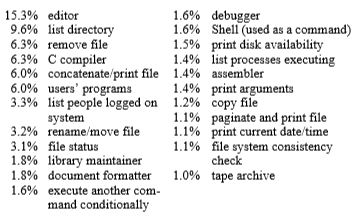 15.3% editor
9.6% list directory
6.3% remove file
6.3% C compiler
6.0% concatenate/print file
6.0% users' programs
3.3% list people logged on
system
3.2% rename/move file
3.1% file status
1.8% library maintainer
1.8% document formatter
1.6% execute another com-
mand conditionally
1.6% debugger
1.6% Shell (used as a command)
1.5% print disk availability
1.4% list processes executing
1.4% assembler
1.4% print arguments
1.2% copy file
1.1% paginate and print file
1.1% print current date/time
1.1% file system consistency
check
1.0% tape archive